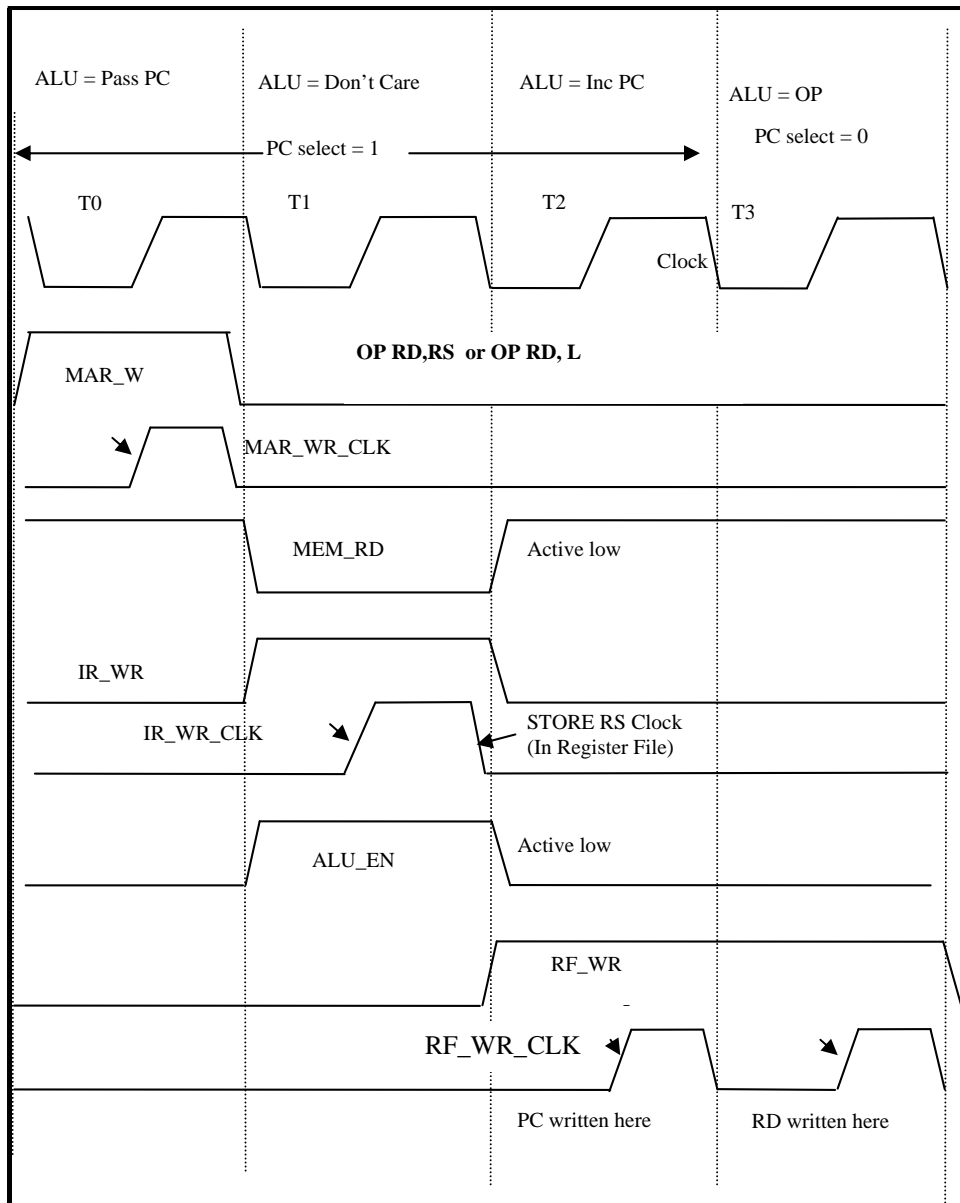 ALU = Pass PC
ALU = Don't Care
ALU = Inc PC
ALU = OP
PC select = 1
PC select = 0
T0
T1
T2
T3
Clock
OP RD,RS or OP RD, L
MAR_W
MAR_WR_CLK
MEM_RD
Active low
IR_WR
IR_WR_CLK
STORE RS Clock
(In Register File)
ALU_EN
Active low
RF_WR
RF_WR_CLK
PC written here
RD written here